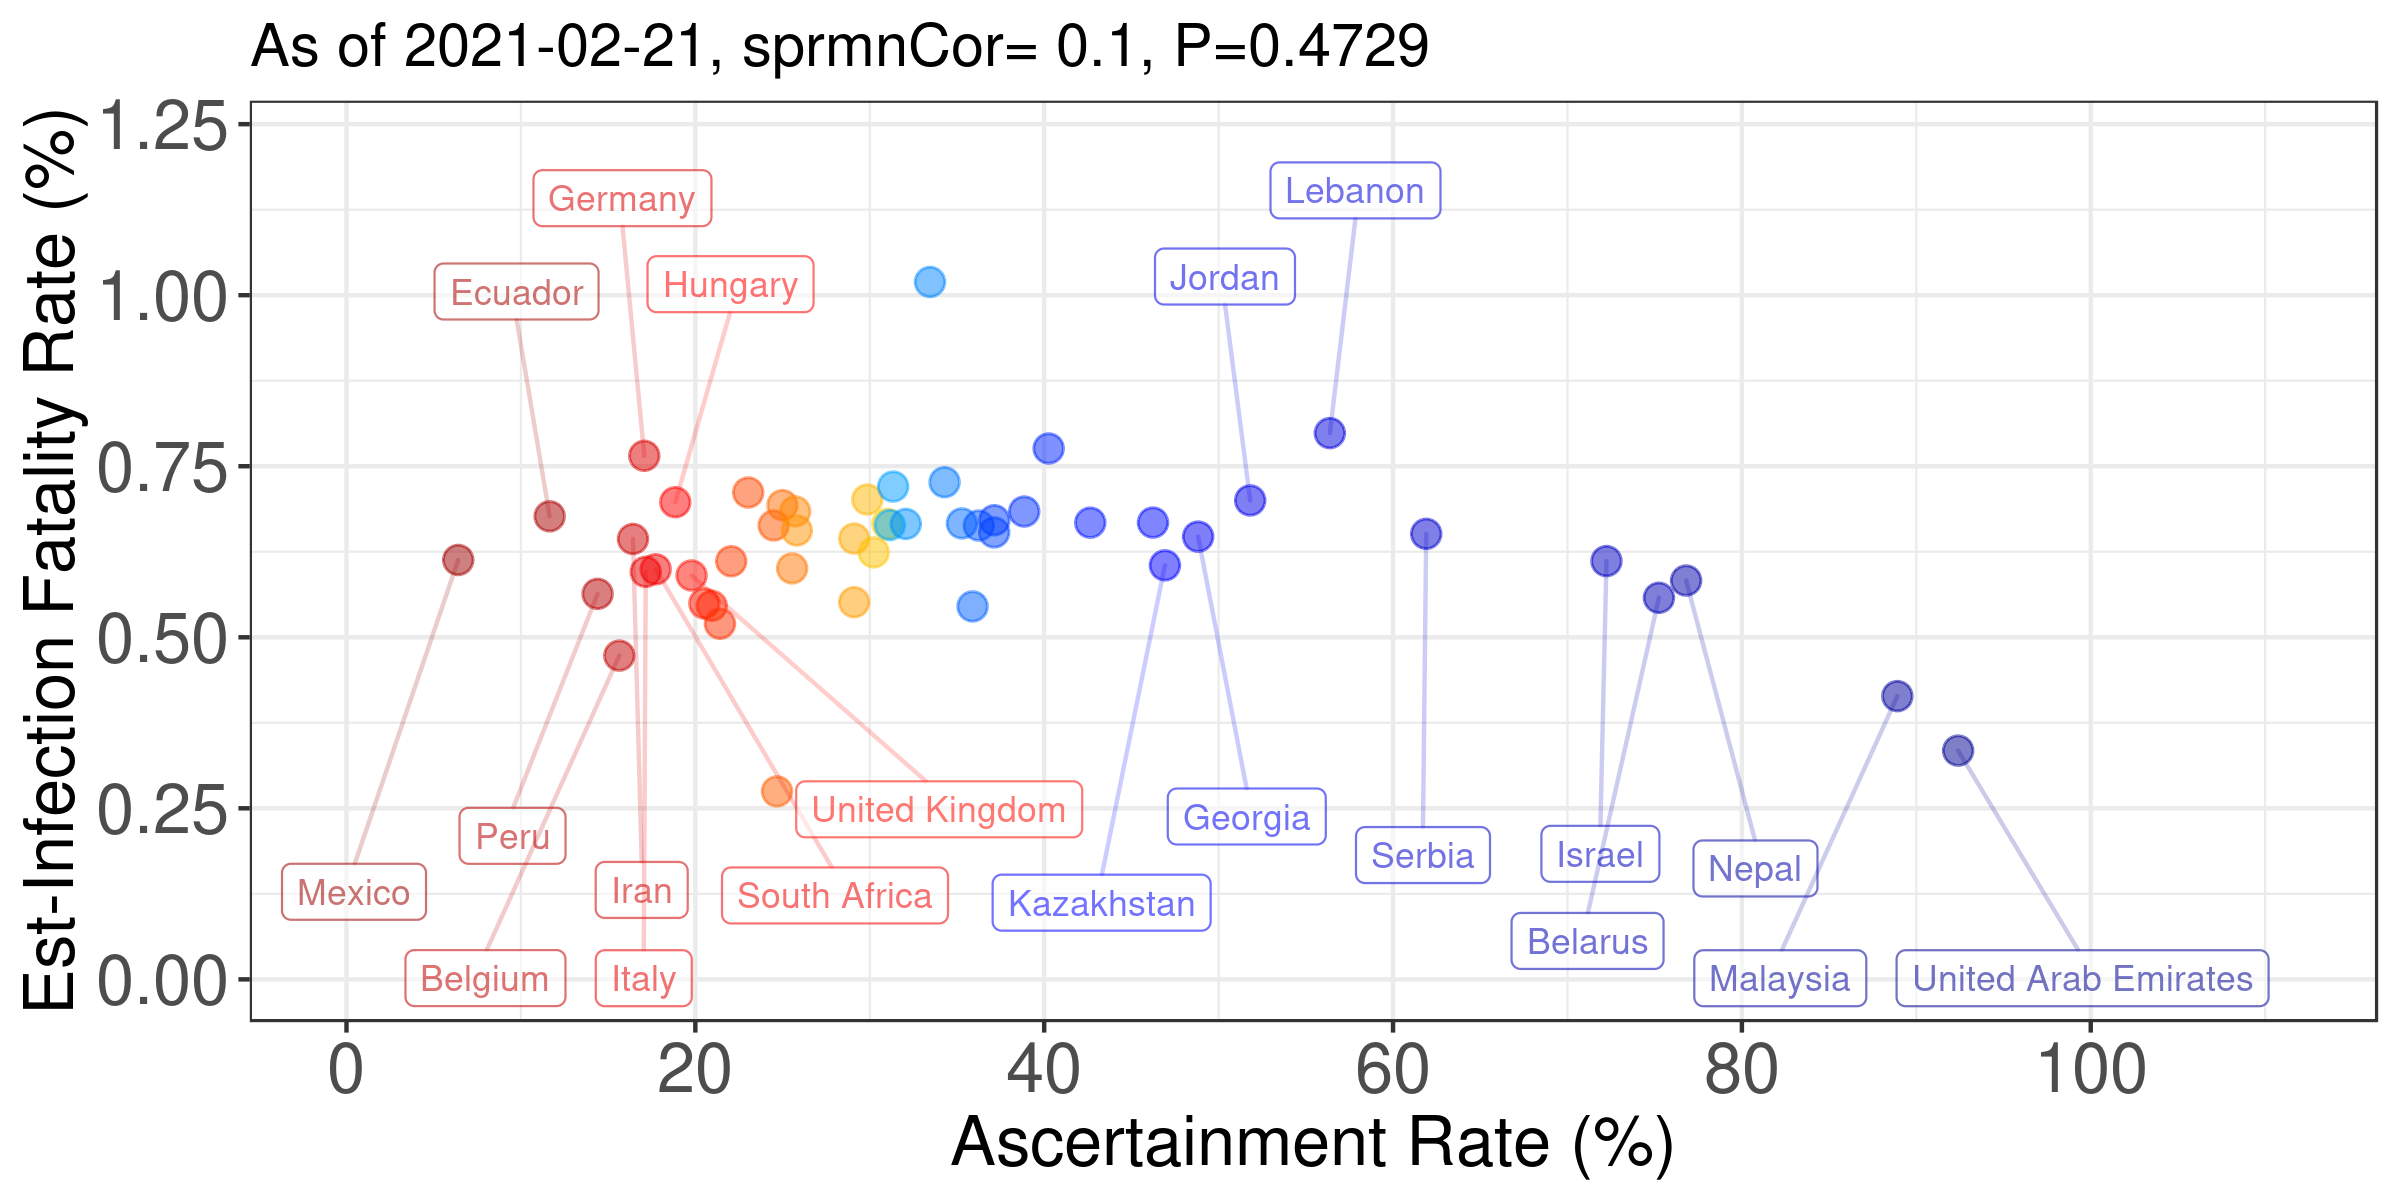 As of 2021-02-21, sprmnCor= 0.1, P=0.4729
Est-Infection Fatality Rate (%)
1.25
1.00
0.75
0.50
0.25
0.00
Germany
Lebanon
Ecuador
Hungary
Jordan
United Kingdom
Georgia
Peru
Serbia
Israel
Nepal
Mexico
Iran
South Africa
Kazakhstan
Belarus
Belgium
Italy
Malaysia
United Arab Emirates
0
20
40
60
80
100
Ascertainment Rate (%)